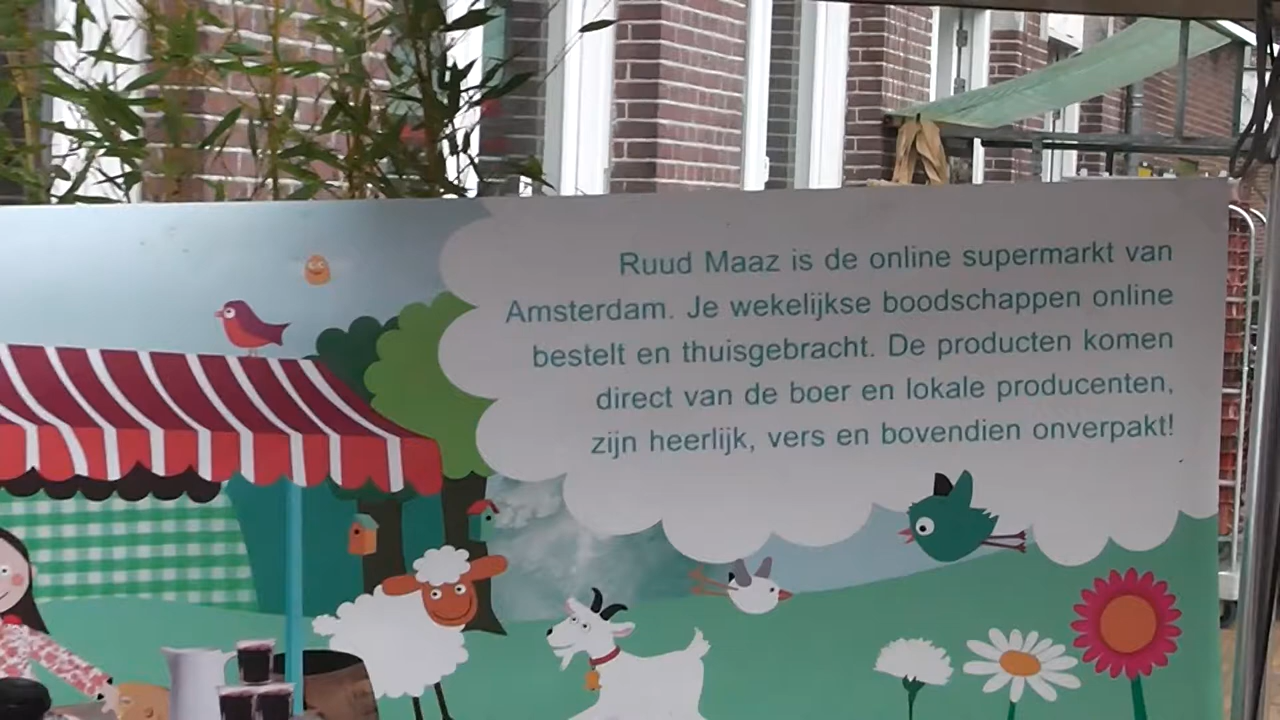 Ruud Maaz is de online supermarkt van
Amsterdam. Je wekelijkse boodschappen online
bestelt en thuisgebracht. De producten komen
direct van de boer en lokale producenten,
zijn heerlijk, vers en bovendien onverpakt!